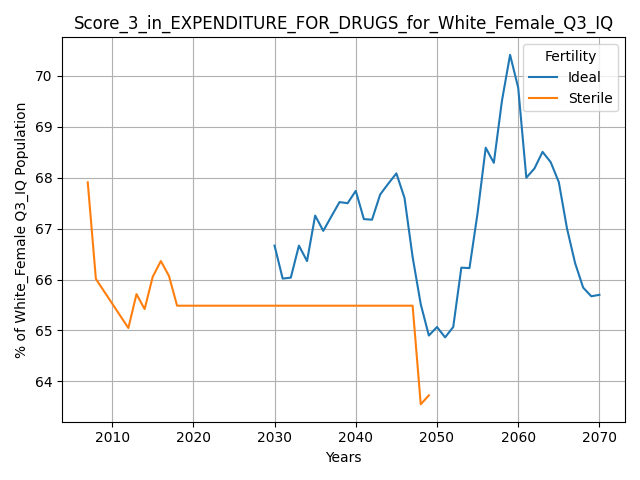 Score_3_in_EXPENDITURE_FOR_DRUGS_for_White_Female_Q3_IQ
Fertility
Ideal
Sterile
% of White_Female Q3_IQ Population
70
69
68
67
66
65
64
2010
2020
2030
2040
2050
2060
2070
Years